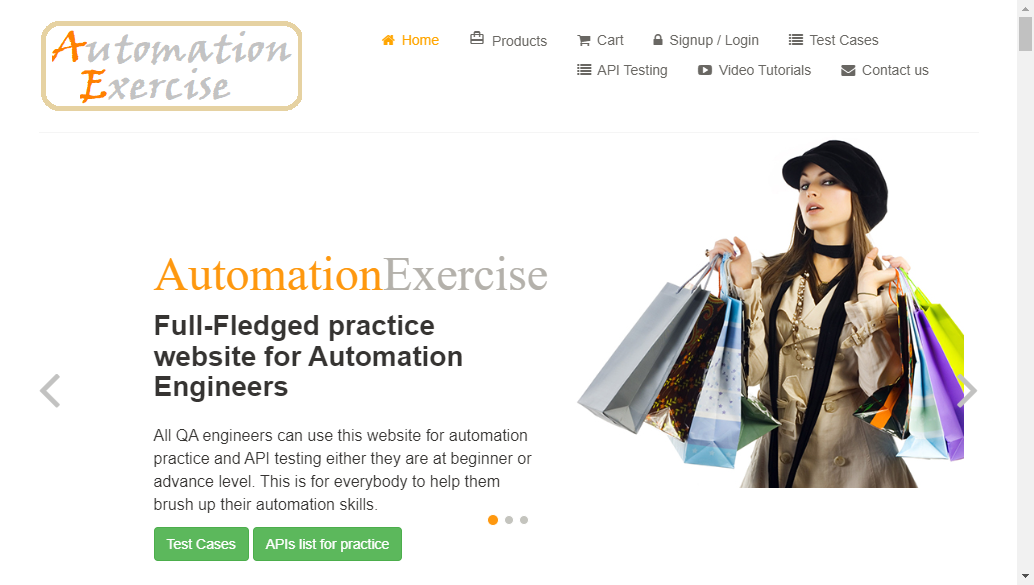 Automation
Exercise
Home
Products
Cart
Signup / Login
Test Cases
API Testing
Video Tutorials
Contact us
AutomationExercise
Full-Fledged practice
website for Automation
Engineers
All QA engineers can use this website for automation
practice and API testing either they are at beginner or
advance level. This is for everybody to help them
brush up their automation skills.
Test Cases
APIs list for practice